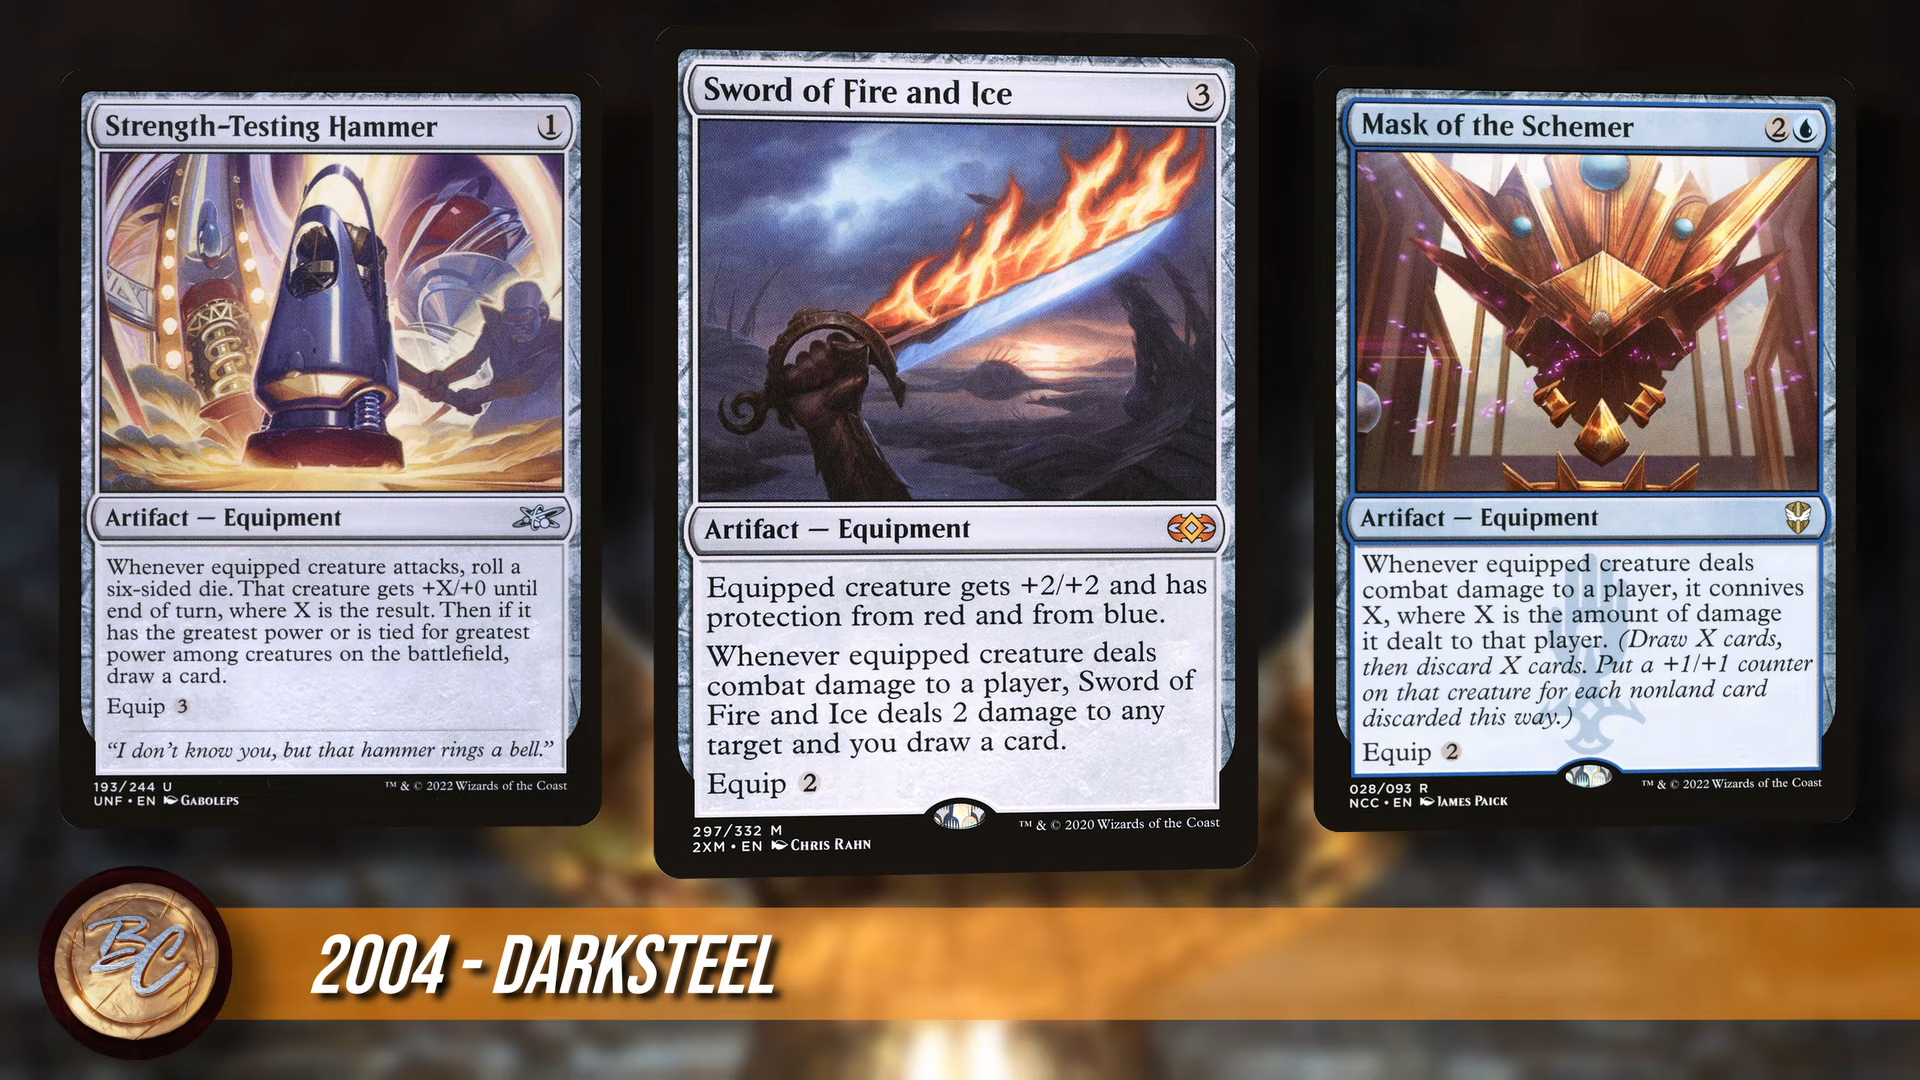 Strength-Testing Hammer 1
Artifact — Equipment
Whenever equipped creature attacks, roll a
six-sided die. That creature gets +X/+0 until
end of turn, where X is the result. Then if it
has the greatest power or is tied for greatest
power among creatures on the battlefield,
draw a card.
Equip 3
“I don’t know you, but that hammer rings a bell.”
193/244 U
UNF • EN Gaboleps
™ & © 2022 Wizards of the Coast
Sword of Fire and Ice 3
Artifact — Equipment
Equipped creature gets +2/+2 and has
protection from red and from blue.
Whenever equipped creature deals
combat damage to a player, Sword of
Fire and Ice deals 2 damage to any
target and you draw a card.
Equip 2
297/332 M
2XM • EN Chris Rahn
™ & © 2020 Wizards of the Coast
Mask of the Schemer 2
Artifact — Equipment
Whenever equipped creature deals
combat damage to a player, it connives
X, where X is the amount of damage
it dealt to that player. (Draw X cards,
then discard X cards. Put a +1/+1 counter
on that creature for each nonland card
discarded this way.)
Equip 2
028/093 R
NCC • EN James Paick
™ & © 2022 Wizards of the Coast
BC
2004 - DARKSTEEL